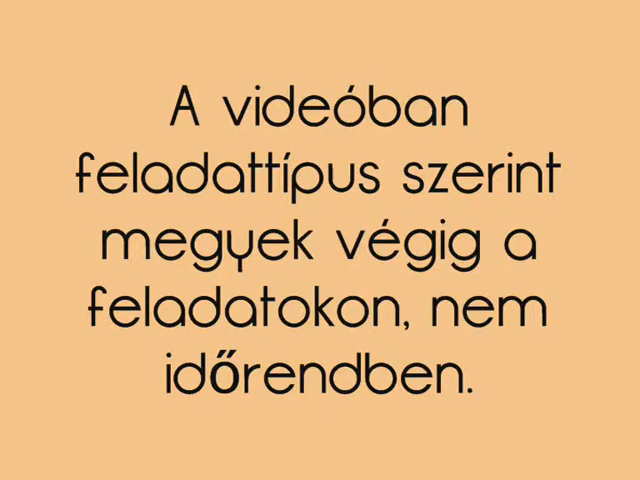 A videóban
feladattípus szerint
megyek végig a
feladatokon, nem
időrendben.